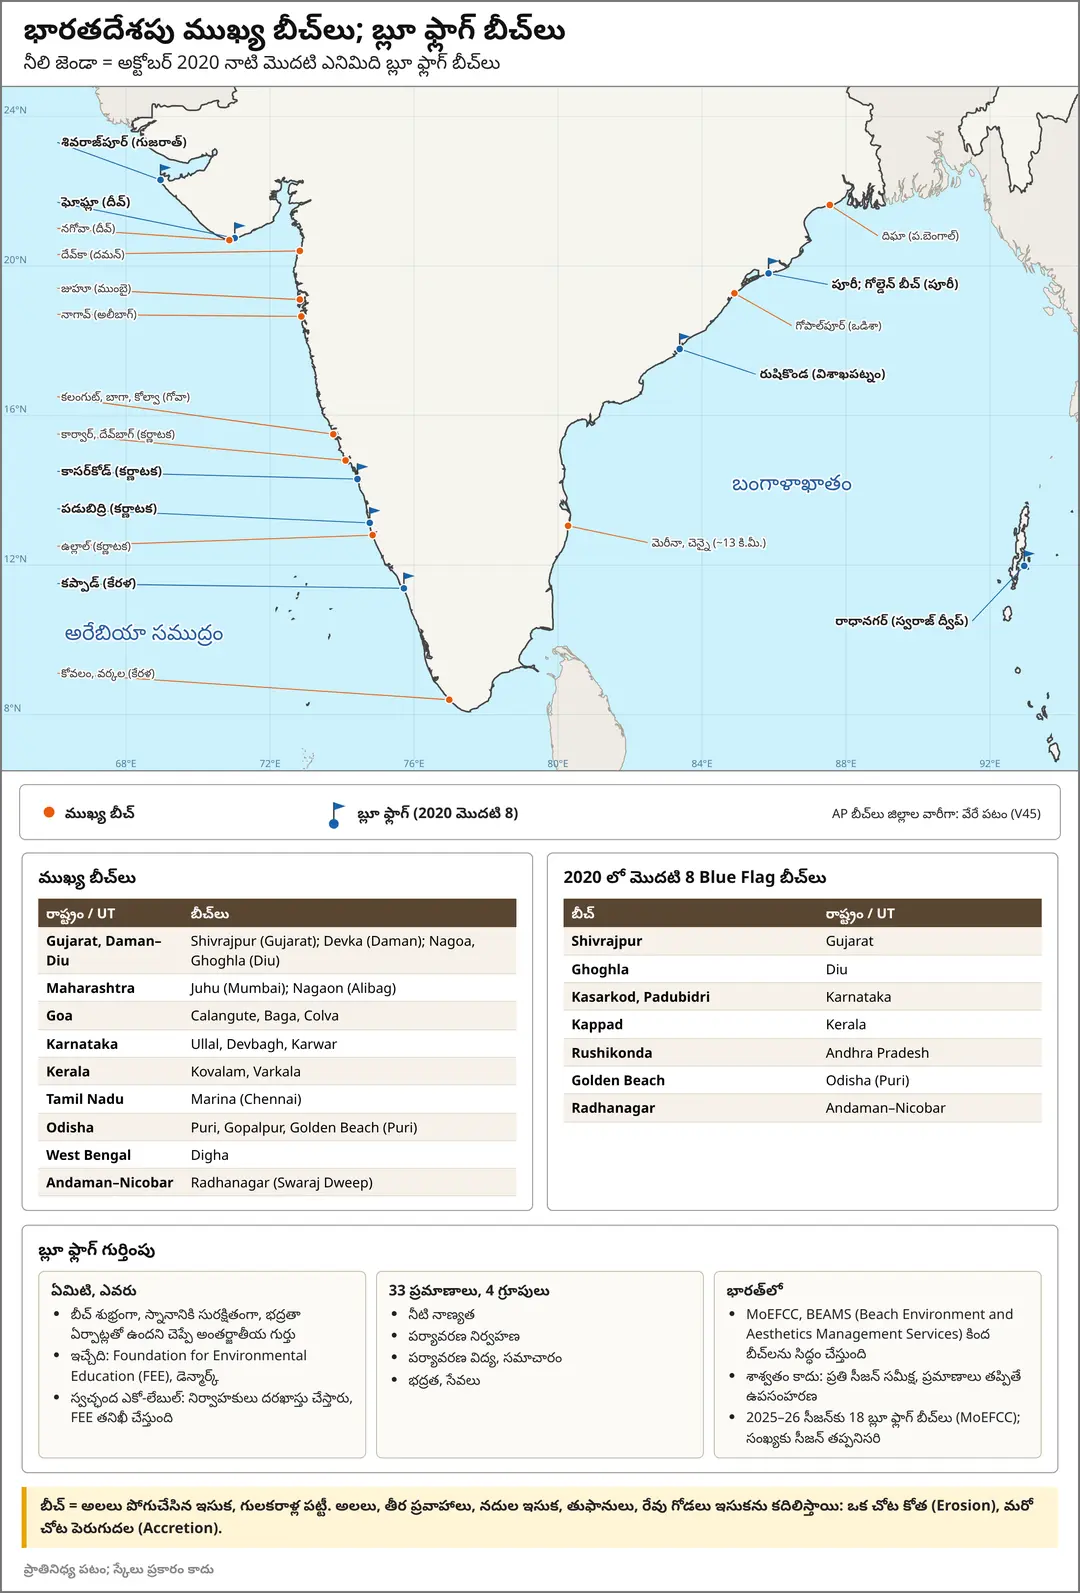 భారతదేశపు ముఖ్య బీచ్‌లు; బ్లూ ఫ్లాగ్ బీచ్‌లు
నీలి జెండా = అక్టోబర్ 2020 నాటి మొదటి ఎనిమిది బ్లూ ఫ్లాగ్ బీచ్‌లు
24°N
20°N
16°N
12°N
8°N
శివరాజ్‌పూర్ (గుజరాత్)
ఘోఘ్లా (దీవ్)
నగోవా (దీవ్)
దేవ్‌కా (దమన్)
జుహూ (ముంబై)
నాగావ్ (అలీబాగ్)
కలంగుట్, బాగా, కోల్వా (గోవా)
కార్వార్, దేవ్‌బాగ్ (కర్ణాటక)
కాసర్‌కోడ్ (కర్ణాటక)
పడుబిద్రి (కర్ణాటక)
ఉల్లాల్ (కర్ణాటక)
కప్పాడ్ (కేరళ)
అరేబియా సముద్రం
కోవలం, వర్కల (కేరళ)
దిఘా (ప.బెంగాల్)
పూరీ; గోల్డెన్ బీచ్ (పూరీ)
గోపాల్‌పూర్ (ఒడిశా)
రుషికొండ (విశాఖపట్నం)
బంగాళాఖాతం
మెరీనా, చెన్నై (~13 కి.మీ.)
రాధానగర్ (స్వరాజ్ ద్వీప్)
68°E 72°E 76°E 80°E 84°E 88°E 92°E
ముఖ్య బీచ్
బ్లూ ఫ్లాగ్ (2020 మొదటి 8)
AP బీచ్‌లు జిల్లాల వారీగా: వేరే పటం (V45)
ముఖ్య బీచ్‌లు
రాష్ట్రం / UT బీచ్‌లు
Gujarat, Daman–Diu Shivrajpur (Gujarat); Devka (Daman); Nagoa,
Ghoghla (Diu)
Maharashtra Juhu (Mumbai); Nagaon (Alibag)
Goa Calangute, Baga, Colva
Karnataka Ullal, Devbagh, Karwar
Kerala Kovalam, Varkala
Tamil Nadu Marina (Chennai)
Odisha Puri, Gopalpur, Golden Beach (Puri)
West Bengal Digha
Andaman–Nicobar Radhanagar (Swaraj Dweep)
2020 లో మొదటి 8 Blue Flag బీచ్‌లు
బీచ్ రాష్ట్రం / UT
Shivrajpur Gujarat
Ghoghla Diu
Kasarkod, Padubidri Karnataka
Kappad Kerala
Rushikonda Andhra Pradesh
Golden Beach Odisha (Puri)
Radhanagar Andaman–Nicobar
బ్లూ ఫ్లాగ్ గుర్తింపు
ఏమిటి, ఎవరు
• బీచ్ శుభ్రంగా, స్నానానికి సురక్షితంగా, భద్రతా
ఏర్పాట్లతో ఉందని చెప్పే అంతర్జాతీయ గుర్తు
• ఇచ్చేది: Foundation for Environmental
Education (FEE), డెన్మార్క్
• స్వచ్ఛంద ఎకో-లేబుల్: నిర్వాహకులు దరఖాస్తు చేస్తారు,
FEE తనిఖీ చేస్తుంది
33 ప్రమాణాలు, 4 గ్రూపులు
• నీటి నాణ్యత
• పర్యావరణ నిర్వహణ
• పర్యావరణ విద్య, సమాచారం
• భద్రత, సేవలు
భారత్‌లో
• MoEFCC, BEAMS (Beach Environment and
Aesthetics Management Services) కింద
బీచ్‌లను సిద్ధం చేస్తుంది
• శాశ్వతం కాదు: ప్రతి సీజన్ సమీక్ష, ప్రమాణాలు తప్పితే
ఉపసంహరణ
• 2025–26 సీజన్‌కు 18 బ్లూ ఫ్లాగ్ బీచ్‌లు (MoEFCC);
సంఖ్యకు సీజన్ తప్పనిసరి
బీచ్ = అలలు పోగుచేసిన ఇసుక, గులకరాళ్ల పట్టీ. అలలు, తీర ప్రవాహాలు, నదుల ఇసుక, తుఫానులు, రేవు గోడలు ఇసుకను కదిలిస్తాయి: ఒక చోట కోత (Erosion), మరో
చోట పెరుగుదల (Accretion).
ప్రాతినిధ్య పటం; స్కేలు ప్రకారం కాదు